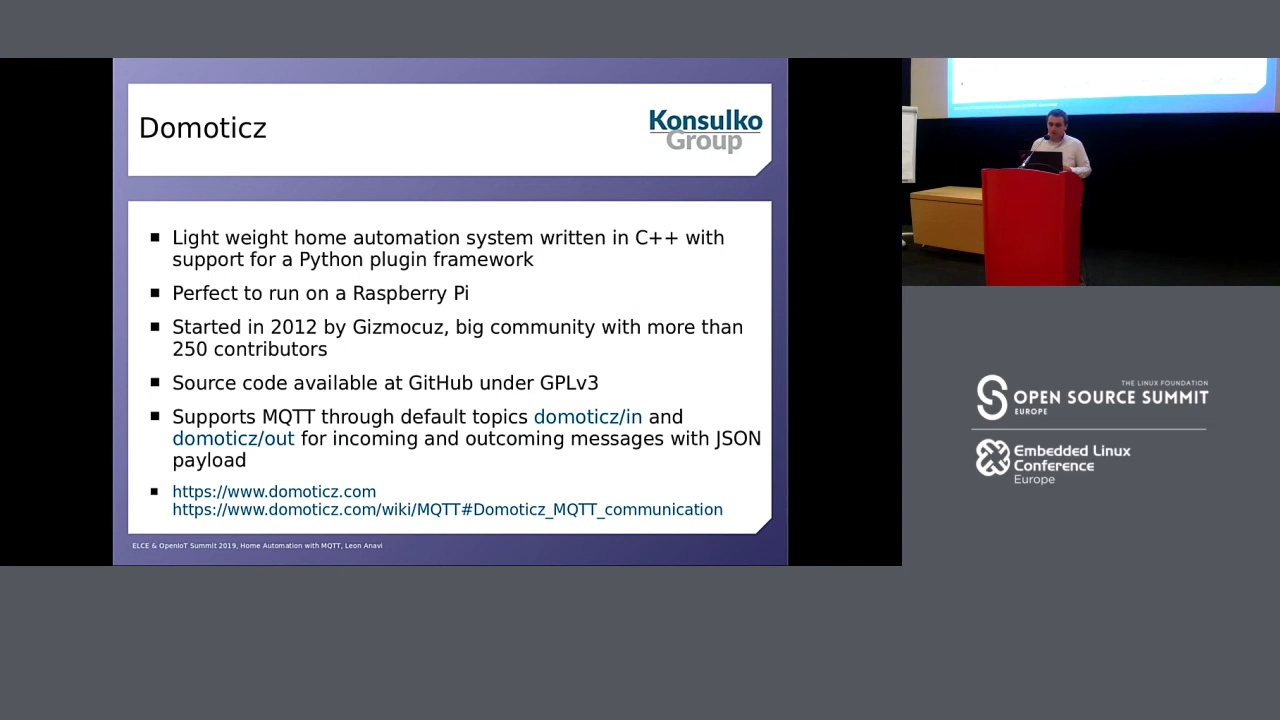 Domoticz
Konsulko
Group
Light weight home automation system written in C++ with
support for a Python plugin framework
Perfect to run on a Raspberry Pi
Started in 2012 by Gizmocuz, big community with more than
250 contributors
Source code available at GitHub under GPLv3
Supports MQTT through default topics domoticz/in and
domoticz/out for incoming and outcoming messages with JSON
payload
https://www.domoticz.com
https://www.domoticz.com/wiki/MQTT#Domoticz_MQTT_communication
ELCE & OpenIoT Summit 2019, Home Automation with MQTT, Leon Anavi
THE LINUX FOUNDATION
OPEN SOURCE SUMMIT
EUROPE
Embedded Linux
Conference
Europe